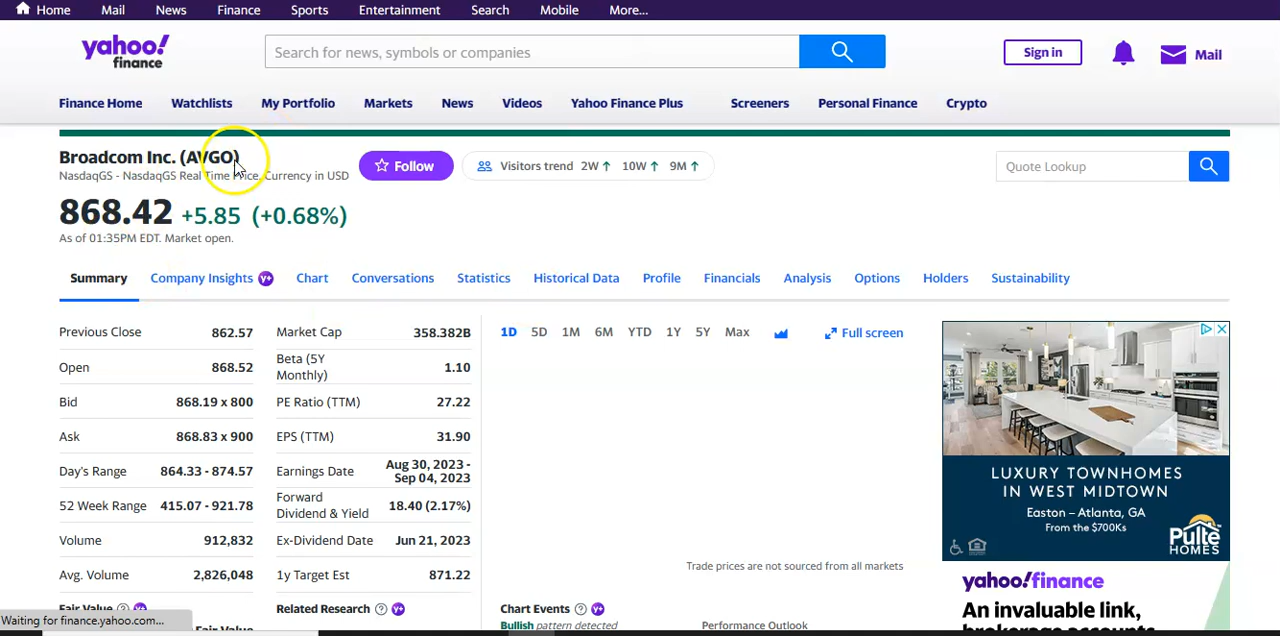 Home Mail News Finance Sports Entertainment Search Mobile More...
yahoo!
finance
Search for news, symbols or companies
Sign in
Mail
Finance Home Watchlists My Portfolio Markets News Videos Yahoo Finance Plus Screeners Personal Finance Crypto
Broadcom Inc. (AVGO)
NasdaqGS - NasdaqGS Real Time Price. Currency in USD
Follow
Visitors trend 2W 10W 9M
Quote Lookup
868.42 +5.85 (+0.68%)
As of 01:35PM EDT. Market open.
Summary Company Insights Y+ Chart Conversations Statistics Historical Data Profile Financials Analysis Options Holders Sustainability
Previous Close 862.57
Open 868.52
Bid 868.19 x 800
Ask 868.83 x 900
Day's Range 864.33 - 874.57
52 Week Range 415.07 - 921.78
Volume 912,832
Avg. Volume 2,826,048
Market Cap 358.382B
Beta (5Y
Monthly) 1.10
PE Ratio (TTM) 27.22
EPS (TTM) 31.90
Earnings Date Aug 30, 2023 -
Sep 04, 2023
Forward
Dividend & Yield 18.40 (2.17%)
Ex-Dividend Date Jun 21, 2023
1y Target Est 871.22
1D 5D 1M 6M YTD 1Y 5Y Max Full screen
Trade prices are not sourced from all markets
Fair Value
Fair Value
Related Research
Chart Events
Bullish pattern detected
Performance Outlook
LUXURY TOWNHOMES
IN WEST MIDTOWN
Easton – Atlanta, GA
From the $700Ks
Pulte
HOMES
yahoo!finance
An invaluable link,
brokerage accounts
Waiting for finance.yahoo.com...